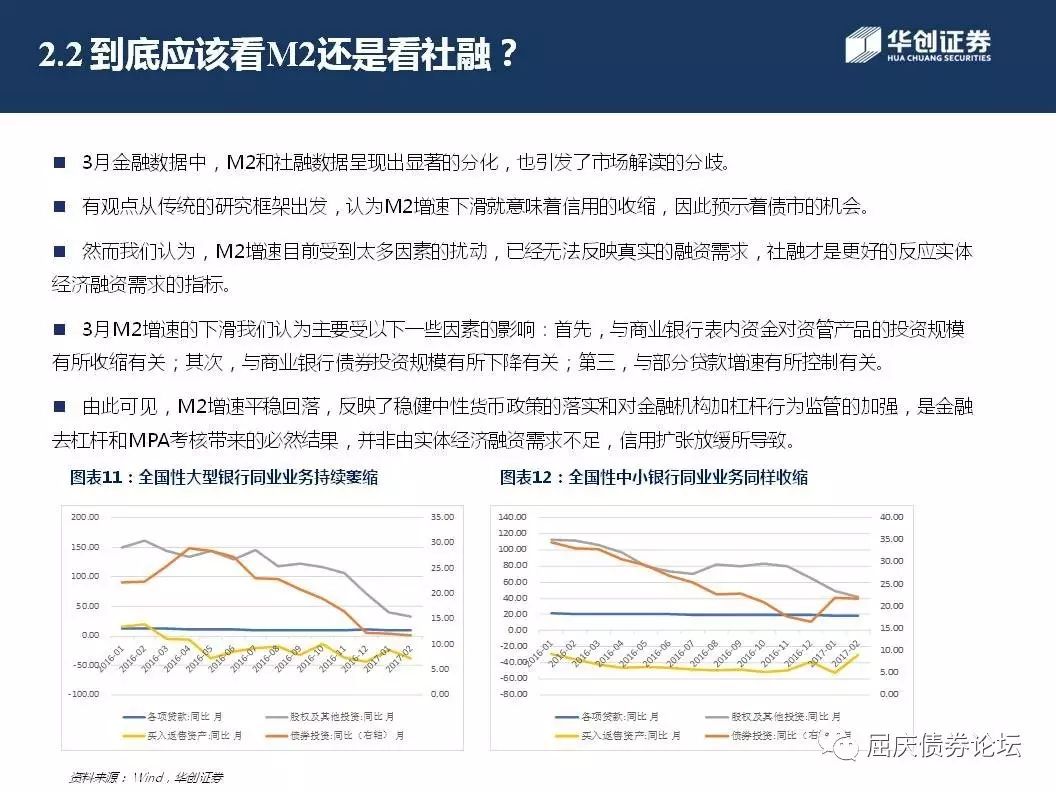 2.2 到底应该看M2还是看社融？
华创证券
HUA CHUANG SECURITIES
■ 3月金融数据中，M2和社融数据呈现出显著的分化，也引发了市场解读的分歧。
■ 有观点从传统的研究框架出发，认为M2增速下滑就意味着信用的收缩，因此预示着债市的机会。
■ 然而我们认为，M2增速目前受到太多因素的扰动，已经无法反映真实的融资需求，社融才是更好的反应实体
经济融资需求的指标。
■ 3月M2增速的下滑我们认为主要受以下一些因素的影响：首先，与商业银行表内资金对资管产品的投资规模
有所收缩有关；其次，与商业银行债券投资规模有所下降有关；第三，与部分贷款增速有所控制有关。
■ 由此可见，M2增速平稳回落，反映了稳健中性货币政策的落实和对金融机构加杠杆行为监管的加强，是金融
去杠杆和MPA考核带来的必然结果，并非由实体经济融资需求不足，信用扩张放缓所导致。
图表11：全国性大型银行同业业务持续萎缩
200.00
150.00
100.00
50.00
0.00
-50.00
-100.00
35.00
30.00
25.00
20.00
15.00
10.00
5.00
0.00
2016-01
2016-02
2016-03
2016-04
2016-05
2016-06
2016-07
2016-08
2016-09
2016-10
2016-11
2016-12
2017-01
2017-02
各项贷款:同比 月
股权及其他投资:同比 月
买入返售资产:同比 月
债券投资:同比（右轴） 月
图表12：全国性中小银行同业业务同样收缩
140.00
120.00
100.00
80.00
60.00
40.00
20.00
0.00
-20.00
-40.00
-60.00
-80.00
40.00
35.00
30.00
25.00
20.00
15.00
10.00
5.00
0.00
2016-01
2016-02
2016-03
2016-04
2016-05
2016-06
2016-07
2016-08
2016-09
2016-10
2016-11
2016-12
2017-01
2017-02
各项贷款:同比 月
股权及其他投资:同比 月
买入返售资产:同比 月
债券投资:同比（右 月
屈庆债券论坛
资料来源：Wind，华创证券